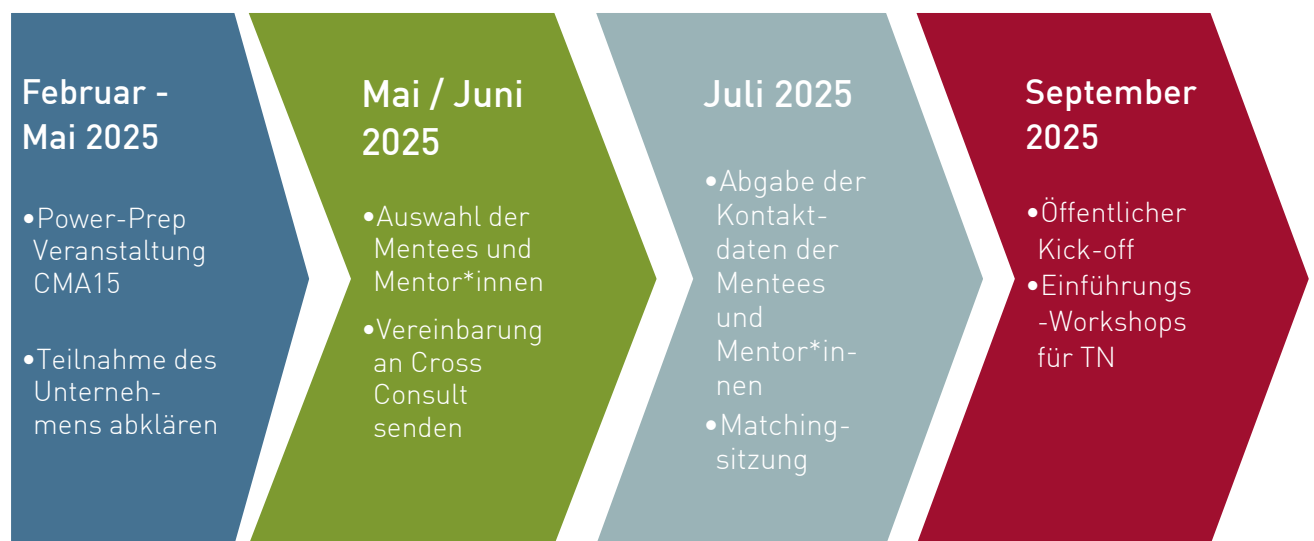 Februar -
Mai 2025
•Power-Prep
Veranstaltung
CMA15
•Teilnahme des
Unterneh-
mens abklären
Mai / Juni
2025
•Auswahl der
Mentees und
Mentor*innen
•Vereinbarung
an Cross
Consult
senden
Juli 2025
•Abgabe der
Kontakt-
daten der
Mentees
und
Mentor*in-
nen
•Matching-
sitzung
September
2025
•Öffentlicher
Kick-off
•Einführungs
-Workshops
für TN